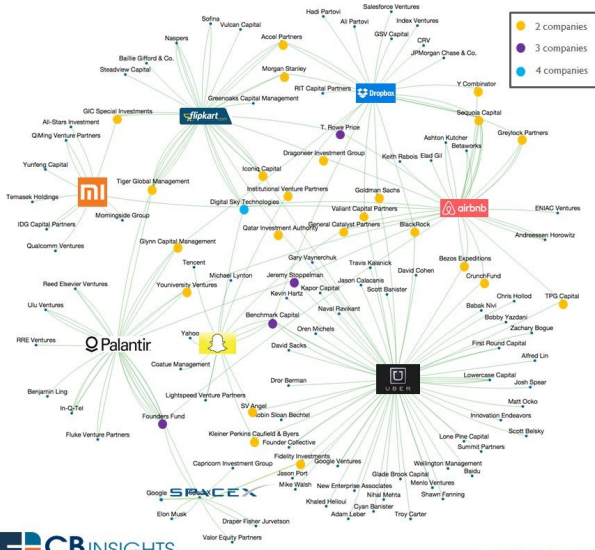 Hadi Partovi
Salesforce Ventures
2 companies
3 companies
4 companies
Sofina
Vulcan Capital
Ali Partovi
Index Ventures
Naspers
Accel Partners
GSV Capital
CRV
JPMorgan Chase & Co.
Baillie Gifford & Co.
Steadview Capital
Morgan Stanley
RIT Capital Partners
Dropbox
Y Combinator
Greenoaks Capital Management
GIC Special Investments
flipkart.com
Sequoia Capital
All-Stars Investment
QiMing Venture Partners
T. Rowe Price
Greylock Partners
Ashton Kutcher
Betaworks
Dragoneer Investment Group
Keith Rabois
Elad Gil
Yunfeng Capital
Iconiq Capital
Tiger Global Management
Institutional Venture Partners
Goldman Sachs
MI
Temasek Holdings
Digital Sky Technologies
Valiant Capital Partners
airbnb
ENIAC Ventures
Morningside Group
IDG Capital Partners
Qatar Investment Authority
General Catalyst Partners
BlackRock
Andreessen Horowitz
Glynn Capital Management
Qualcomm Ventures
Tencent
Gary Vaynerchuk
Travis Kalanick
Bezos Expeditions
Michael Lynton
Jeremy Stoppelman
David Cohen
CrunchFund
Reed Elsevier Ventures
Youniversity Ventures
Kapor Capital
Jason Calacanis
Scott Banister
Kevin Hartz
Chris Hollod
TPG Capital
Ulu Ventures
Benchmark Capital
Naval Ravikant
Babak Nivi
Bobby Yazdani
Oren Michels
Zachary Bogue
RRE Ventures
Palantir
Yahoo
David Sacks
First Round Capital
Alfred Lin
Coatue Management
Dror Berman
UBER
Lowercase Capital
Josh Spear
Benjamin Ling
Lightspeed Venture Partners
Matt Ocko
In-Q-Tel
SV Angel
Robin Sloan Bechtel
Innovation Endeavors
Founders Fund
Scott Belsky
Fluke Venture Partners
Kleiner Perkins Caufield & Byers
Founder Collective
Lone Pine Capital
Summit Partners
Fidelity Investments
Capricorn Investment Group
Google Ventures
Wellington Management
Baidu
Jason Port
Glade Brook Capital
Menlo Ventures
Mike Walsh
New Enterprise Associates
Nihal Mehta
Shawn Fanning
Google
SPACEX
Khaled Helioui
Cyan Banister
Elon Musk
Adam Leber
Troy Carter
Draper Fisher Jurvetson
Valor Equity Partners
CBINSIGHTS